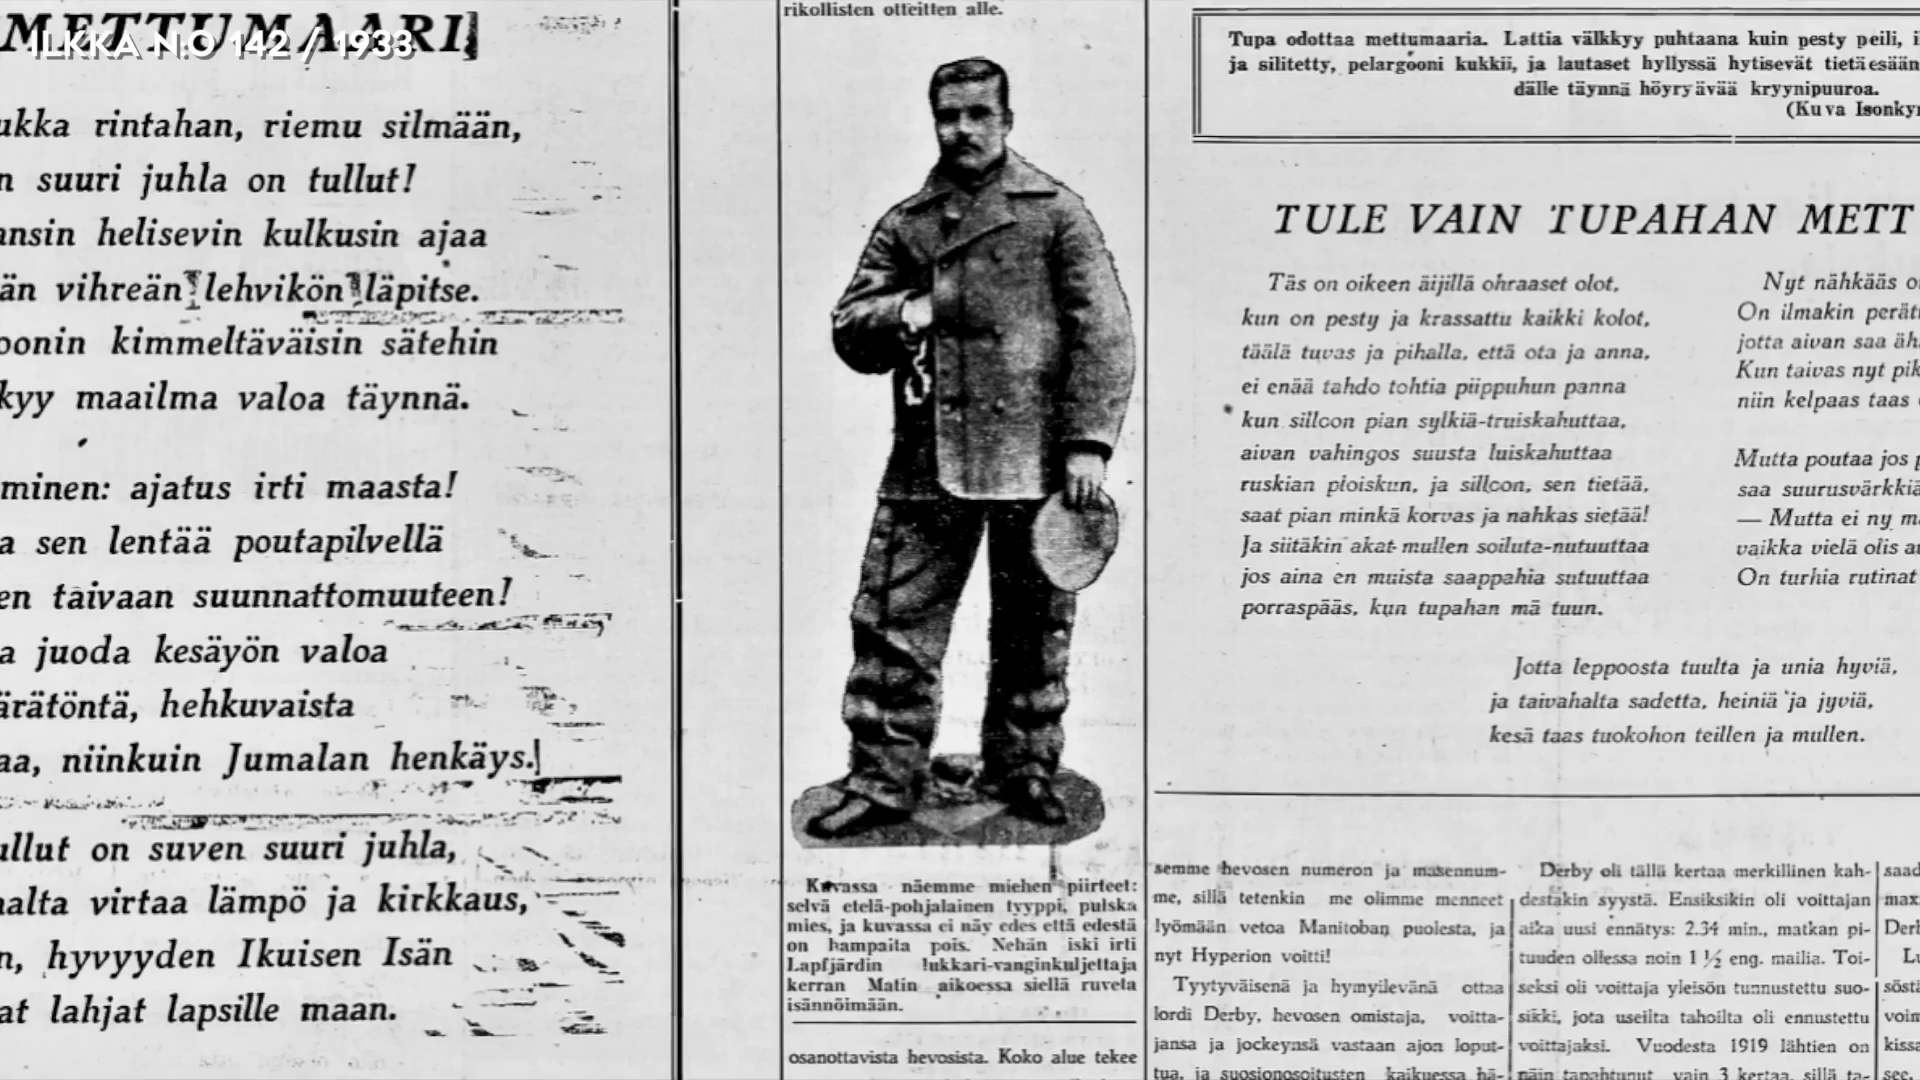 METTUMAARI
ILKKA N:O 142 / 1933
rintahan, riemu silmään,
suuri juhla on tullut!
helisevin kulkusin ajaa
vihreän lehvikön läpitse.
kimmeltäväisin sätehin
maailma valoa täynnä.
ajatus irti maasta!
sen lentää poutapilvellä
taivaan suunnattomuuteen!
juoda kesäyön valoa
hehkuvaista
niinkuin Jumalan henkäys.
on suven suuri juhla,
virtaa lämpö ja kirkkaus,
hyvyyden Ikuisen Isän
lahjat lapsille maan.
rikollisten otteitten alle.
Kuvassa näemme miehen piirteet:
selvä etelä-pohjalainen tyyppi, pulska
mies, ja kuvassa ei näy edes että edestä
on hampaita pois. Nehän iski irti
Lapfjärdin lukkari-vanginkuljettaja
kerran Matin aikoessa siellä ruveta
isännöimään.
osanottavista hevosista. Koko alue tekee
Tupa odottaa mettumaaria. Lattia välkkyy puhtaana kuin pesty peili,
ja silitetty, pelargooni kukkii, ja lautaset hyllyssä hytisevät tietäesään
dälle täynnä höyryävää kryynipuuroa.
(Kuva Isonky
TULE VAIN TUPAHAN METT
Täs on oikeen äijillä ohraaset olot,
kun on pesty ja krassattu kaikki kolot,
täälä tuvas ja pihalla, että ota ja anna,
ei enää tahdo tohtia piippuhun panna
kun silloon pian sylkiä-truiskahuttaa,
aivan vahingos suusta luiskahuttaa
ruskian ploiskun, ja silloon, sen tietää,
saat pian minkä korvas ja nahkas sietää!
Ja siitäkin akat mullen soiluta-nutuuttaa
jos aina en muista saappahia sutuuttaa
porraspääs, kun tupahan mä tuun.
Nyt nähkääs
On ilmakin perät
jotta aivan saa
Kun taivas nyt
niin kelpaas taas
Mutta poutaa jos
saa suurusvärkkiä
— Mutta ei ny
vaikka vielä olis
On turhia rutinat
Jotta leppoosta tuulta ja unia hyviä,
ja taivahalta sadetta, heiniä ja jyviä,
kesä taas tuokohon teillen ja mullen.
semme hevosen numeron ja masennum-
me, sillä tetenkin me olimme menneet
lyömään vetoa Manitoban puolesta, ja
nyt Hyperion voitti!
Tyytyväisenä ja hymyilevänä ottaa
lordi Derby, hevosen omistaja, voitta-
jansa ja jockeynsä vastaan ajon loput-
tua, ja suosionosoitusten kaikuessa hä-
Derby oli tällä kertaa merkillinen kah-
destakin syystä. Ensiksikin oli voittajan
aika uusi ennätys: 2.34 min., matkan pi-
tuuden ollessa noin 1 ½ eng. mailia. Toi-
seksi oli voittaja yleisön tunnustettu suo-
sikki, jota useilta tahoilta oli ennustettu
voittajaksi. Vuodesta 1919 lähtien on
näin tapahtunut vain 3 kertaa, sillä ta-